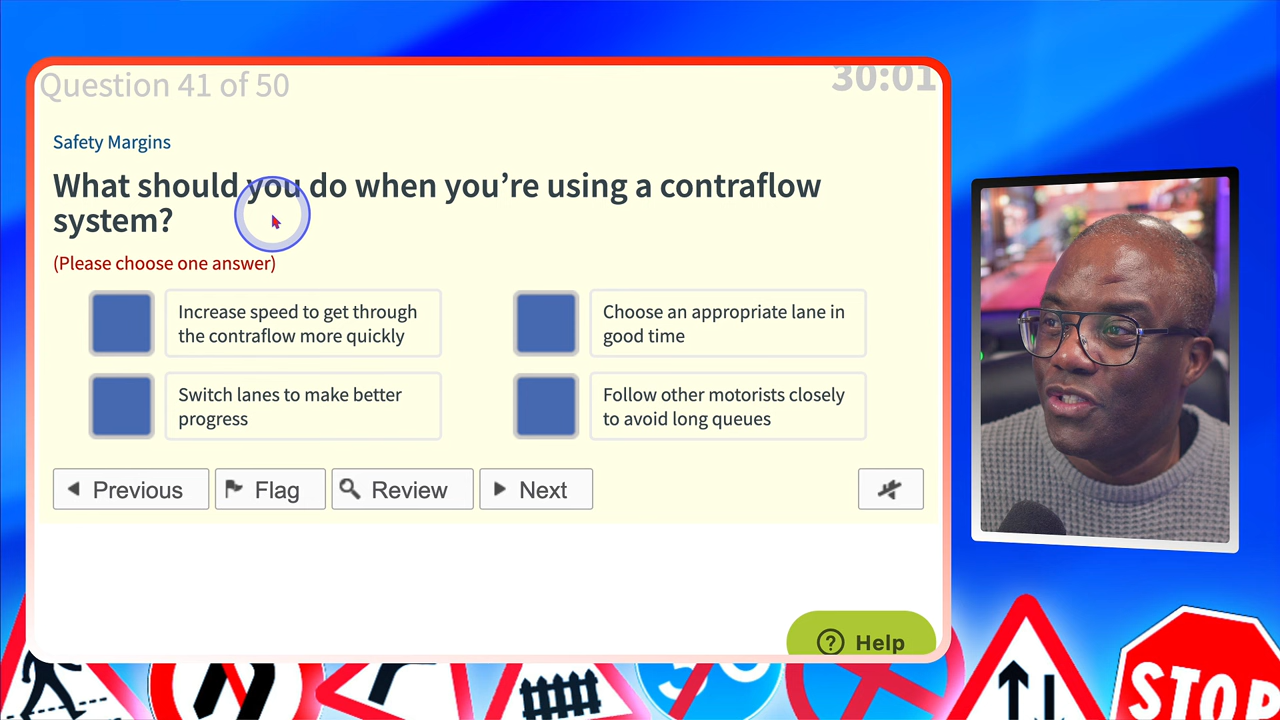 Question 41 of 50
30:01
Safety Margins
What should you do when you’re using a contraflow
system?
(Please choose one answer)
Increase speed to get through
the contraflow more quickly
Choose an appropriate lane in
good time
Switch lanes to make better
progress
Follow other motorists closely
to avoid long queues
Previous
Flag
Review
Next
Help
STOP